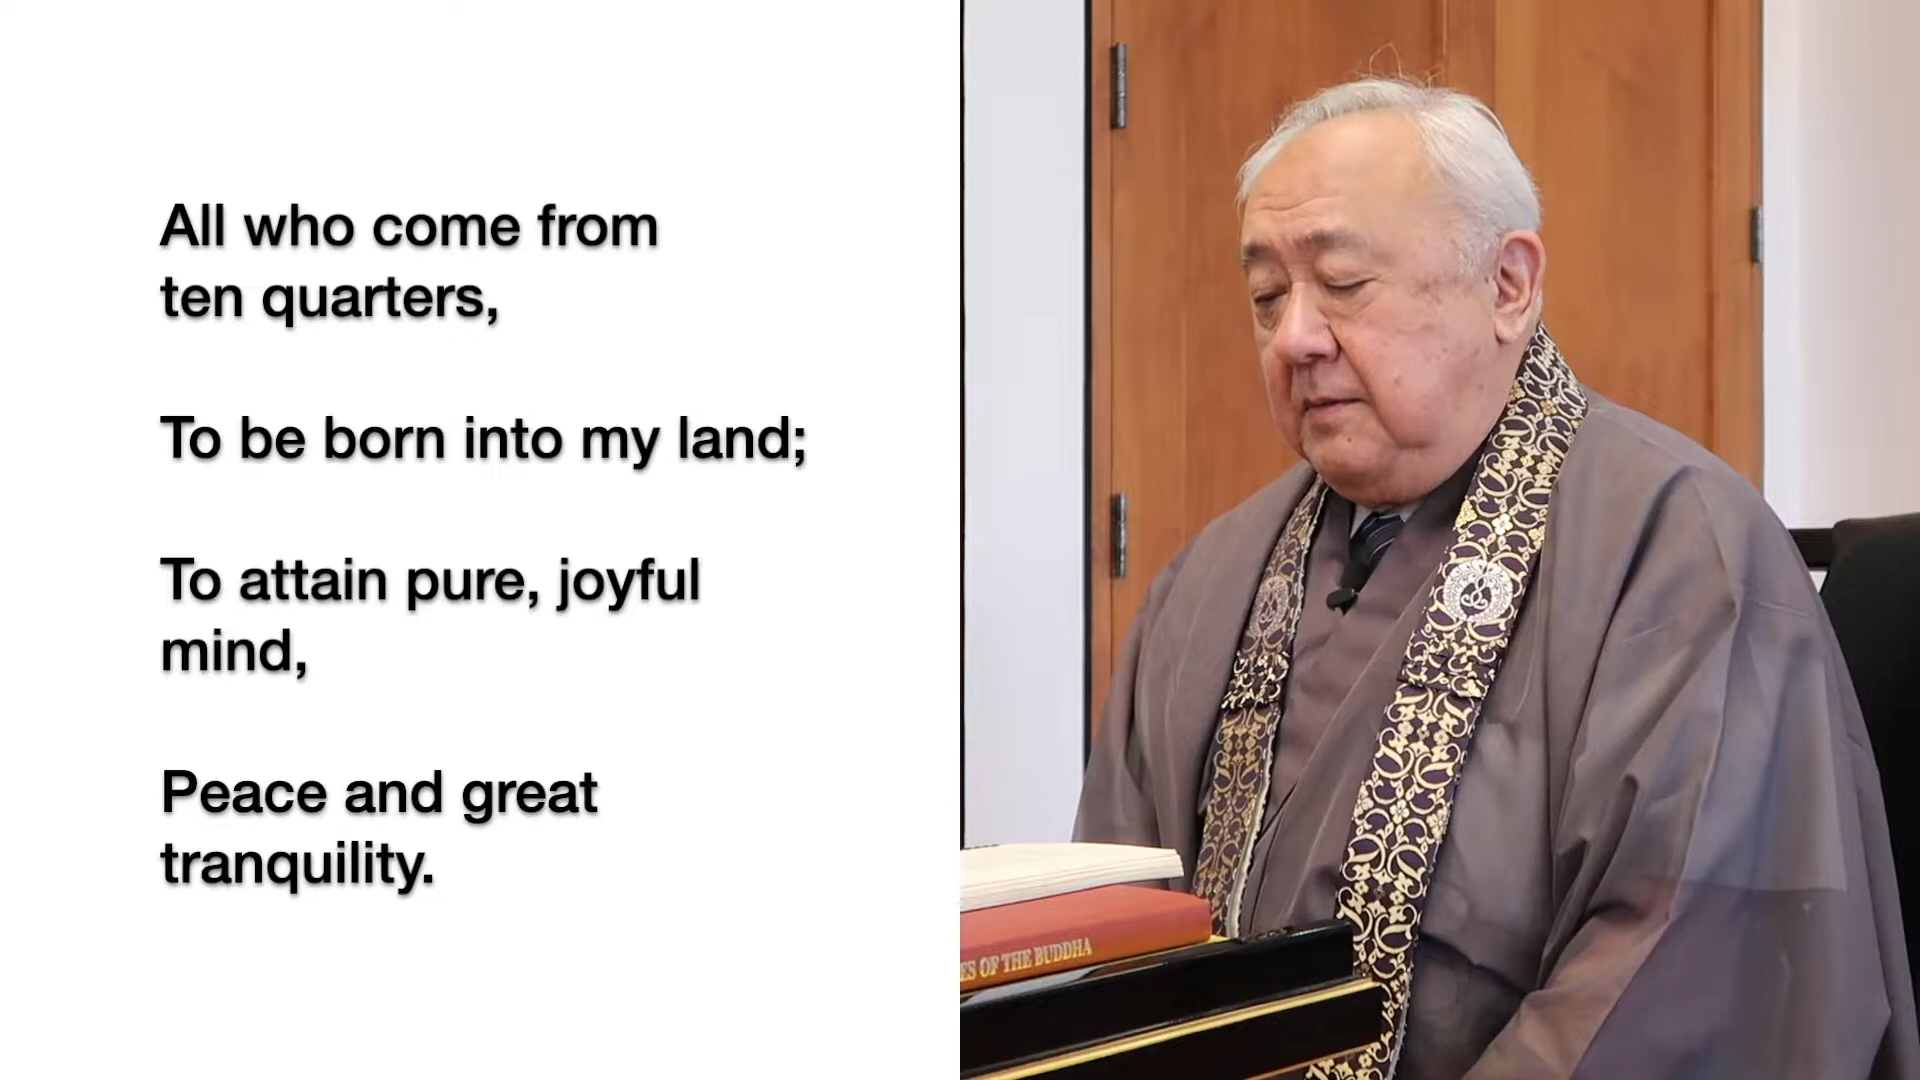 All who come from
ten quarters,
To be born into my land;
To attain pure, joyful
mind,
Peace and great
tranquility.
ES OF THE BUDDHA